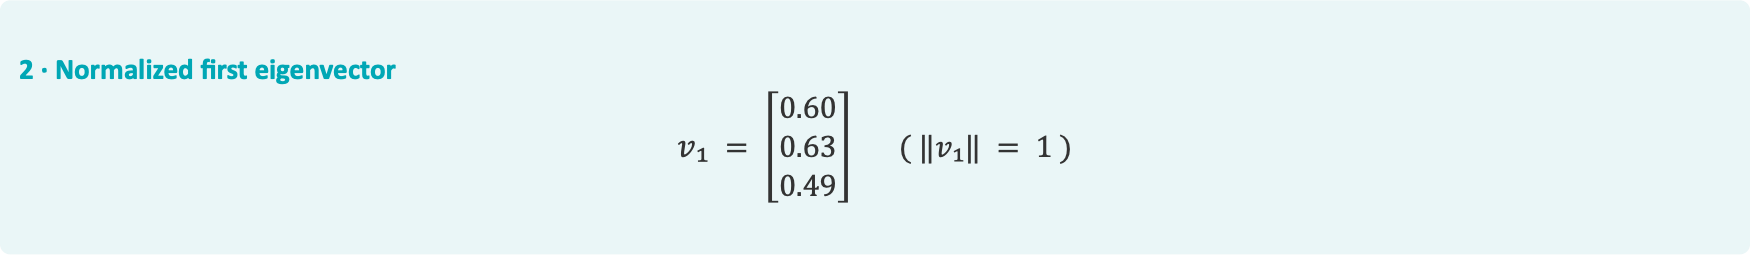 2 · Normalized first eigenvector
v₁ = [0.60 0.63 0.49] ( ‖v₁‖ = 1 )